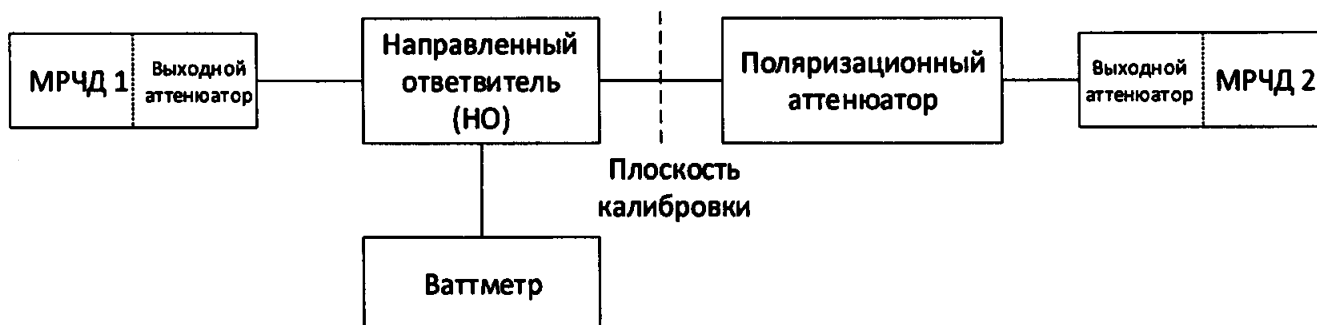 МРЧД 1
Выходной
аттенюатор
Направленный
ответвитель
(НО)
Поляризационный
аттенюатор
Выходной
аттенюатор
МРЧД 2
Плоскость
калибровки
Ваттметр